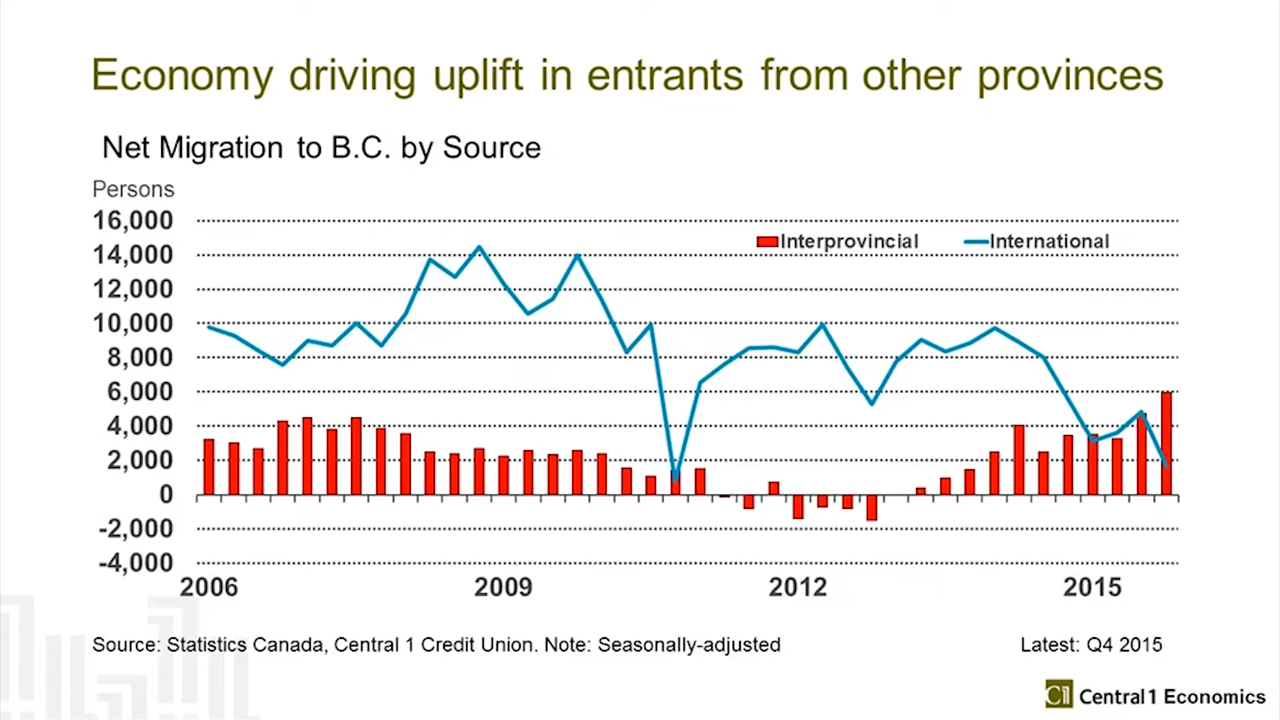 Economy driving uplift in entrants from other provinces
Net Migration to B.C. by Source
Persons
16,000
Interprovincial International
14,000
12,000
10,000
8,000
6,000
4,000
2,000
0
-2,000
-4,000
2006 2009 2012 2015
Source: Statistics Canada, Central 1 Credit Union. Note: Seasonally-adjusted Latest: Q4 2015
C1 Central 1 Economics